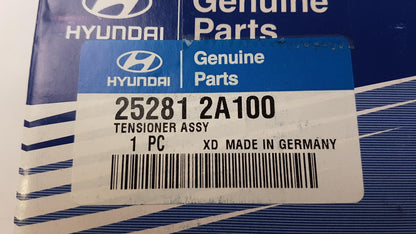 HYUNDAI
Genuine
Parts
HYUNDAI
Genuine
Parts
25281 2A100
TENSIONER ASSY
1 PC XD MADE IN GERMANY